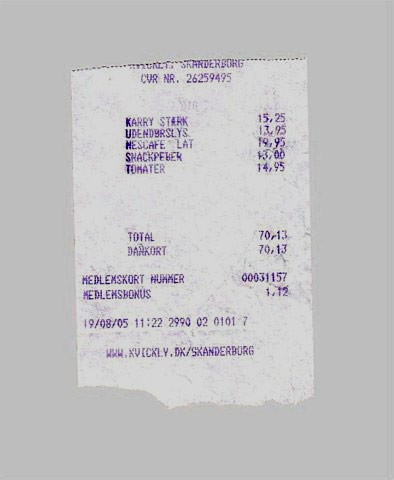 KVICKLY, SKANDERBORG
CVR NR. 26259495
KARRY STÆRK 15,25
UDENDØRSLYS 13,95
NESCAFE LAT 19,95
SNACKPEBER
TOMATER 14,95
TOTAL 70,13
DANKORT 70,13
MEDLEMSKORT NUMMER 00031157
MEDLEMSBONUS 1,12
19/08/05 11:22 2990 02 0101 7
WWW.KVICKLY.DK/SKANDERBORG